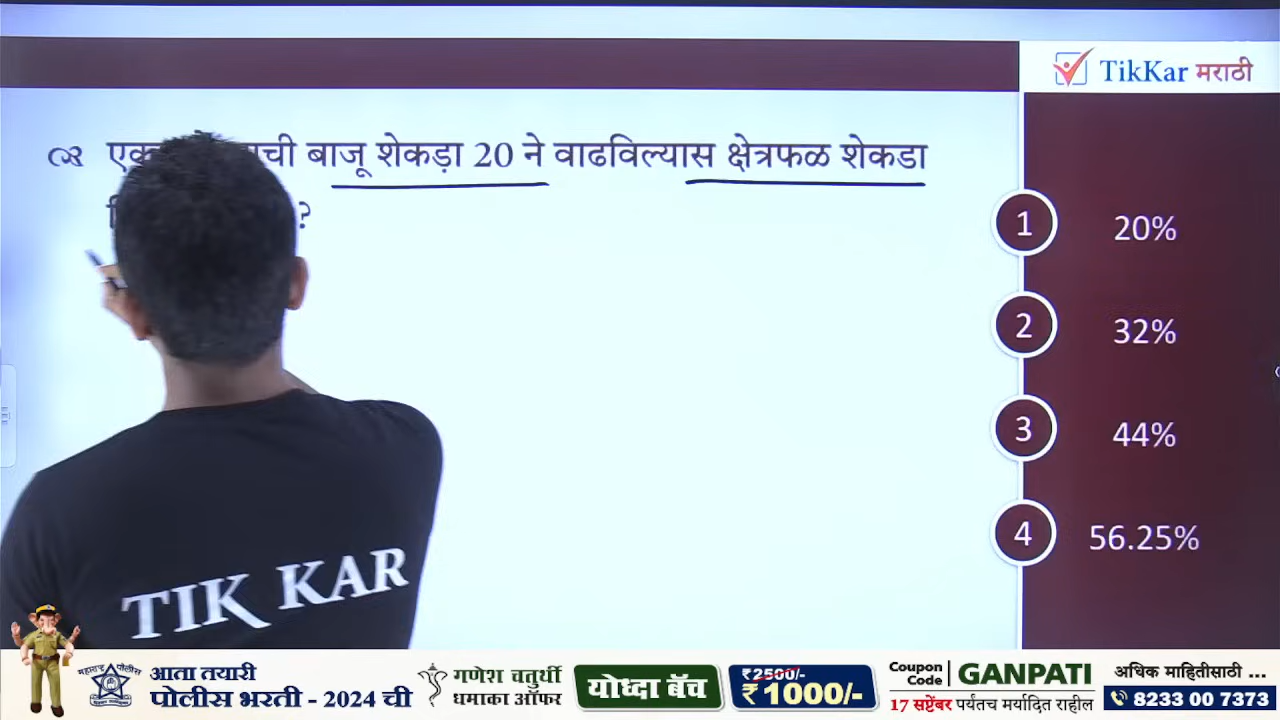 TikKar मराठी
बाजू शेकड़ा 20 ने वाढविल्यास क्षेत्रफळ शेकडा
?
1 20%
2 32%
3 44%
4 56.25%
TIK KAR
महाराष्ट्र पोलीस
आता तयारी
पोलीस भरती - 2024 ची
गणेश चतुर्थी
धमाका ऑफर
योध्दा बॅच
₹2500/-
₹1000/-
Coupon Code GANPATI
17 सप्टेंबर पर्यंतच मर्यादित राहील
अधिक माहितीसाठी ...
8233 00 7373